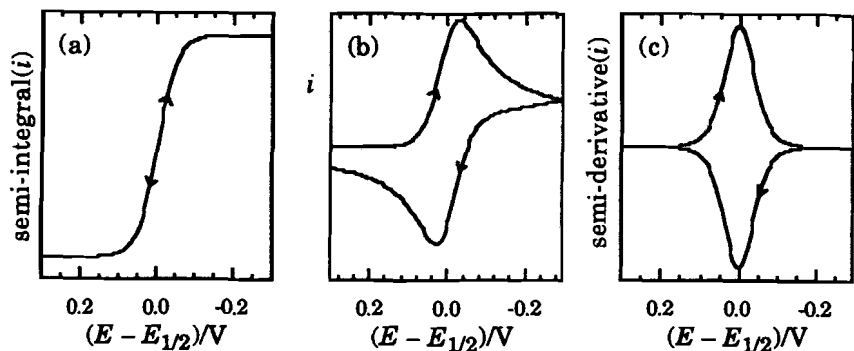 (a)
semi-integral(i)
0.2 0.0 -0.2
(E – E1/2)/V
(b)
i
0.2 0.0 -0.2
(E – E1/2)/V
(c)
semi-derivative(i)
0.2 0.0 -0.2
(E – E1/2)/V